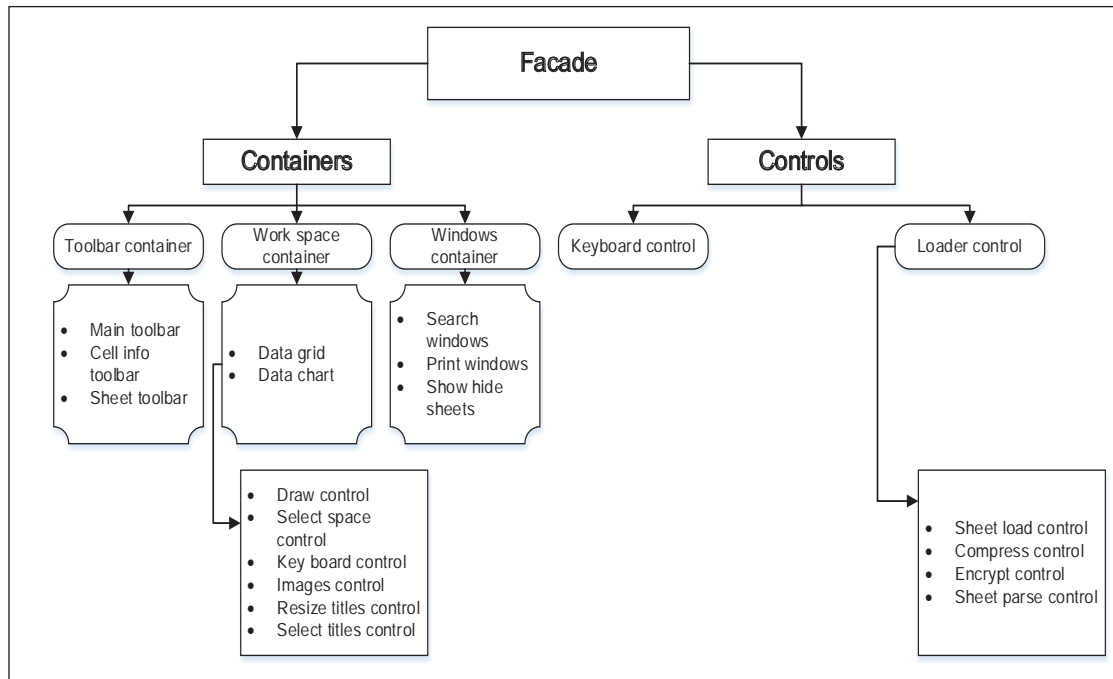 Facade
Containers
Controls
Toolbar container
Work space
container
Windows
container
Keyboard control
Loader control
• Main toolbar
• Cell info
toolbar
• Sheet toolbar
• Data grid
• Data chart
• Search
windows
• Print windows
• Show hide
sheets
• Draw control
• Select space
control
• Key board control
• Images control
• Resize titles control
• Select titles control
• Sheet load control
• Compress control
• Encrypt control
• Sheet parse control